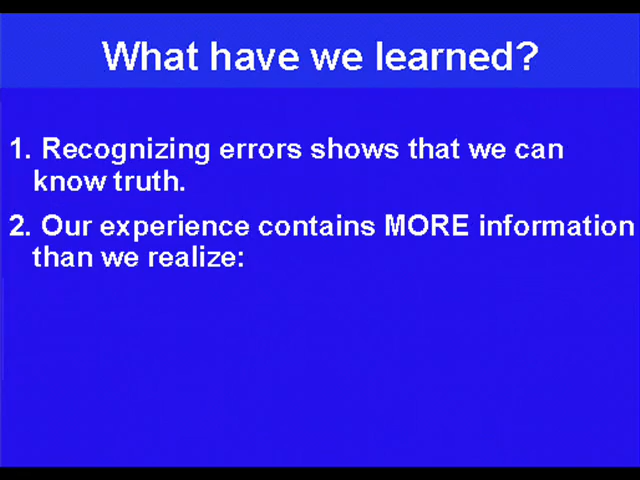 What have we learned?
1. Recognizing errors shows that we can
know truth.
2. Our experience contains MORE information
than we realize: